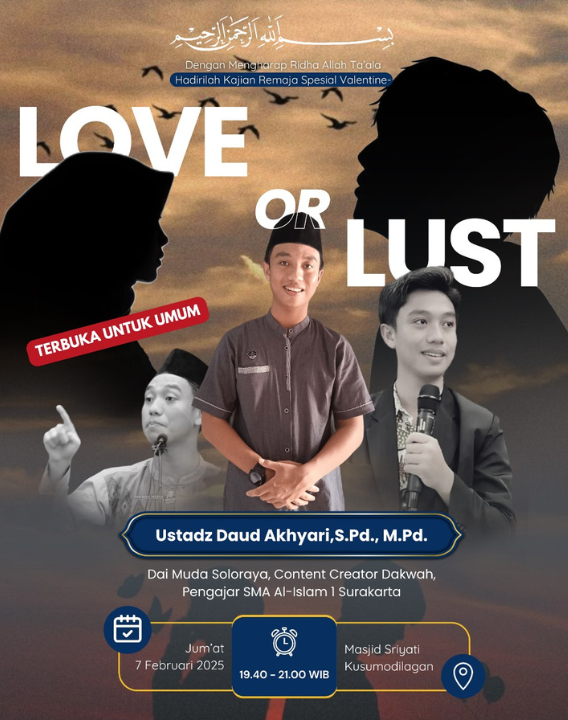 بِسْمِ اللهِ الرَّحْمٰنِ الرَّحِيْمِ
Dengan Mengharap Ridha Allah Ta'ala
Hadirilah Kajian Remaja Spesial Valentine
LOVE
OR
LUST
TERBUKA UNTUK UMUM
Ustadz Daud Akhyari,S.Pd., M.Pd.
Dai Muda Soloraya, Content Creator Dakwah,
Pengajar SMA Al-Islam 1 Surakarta
Jum'at
7 Februari 2025
19.40 – 21.00 WIB
Masjid Sriyati
Kusumodilagan